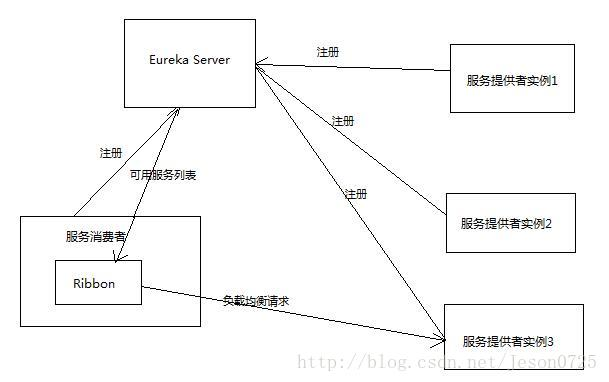 Eureka Server
注册
服务提供者实例1
注册
注册
可用服务列表
注册
服务提供者实例2
服务消费者
Ribbon
负载均衡请求
服务提供者实例3
http://blog.csdn.net/Jeson0725